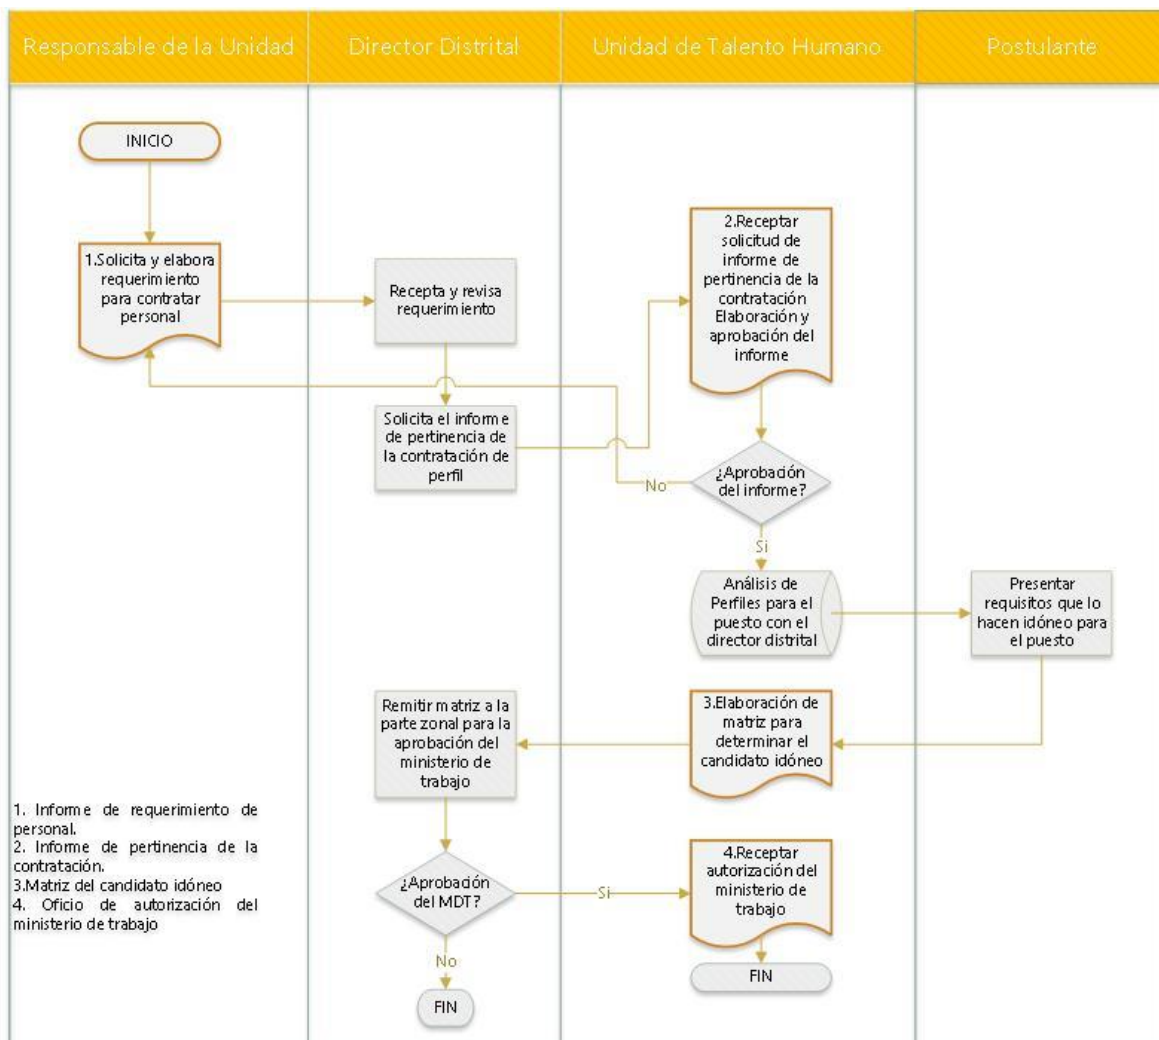 Responsable de la Unidad
Director Distrital
Unidad de Talento Humano
Postulante
INICIO
1.Solicita y elabora
requerimiento
para contratar
personal
Recepta y revisa
requerimiento
Solicita el informe
de pertinencia de
la contratación de
perfil
2.Receptar
solicitud de
informe de
pertinencia de la
contratación
Elaboración y
aprobación del
informe
¿Aprobación
del informe?
No
Si
Análisis de
Perfiles para el
puesto con el
director distrital
Presentar
requisitos que lo
hacen idóneo para
el puesto
3.Elaboración de
matriz para
determinar el
candidato idóneo
Remitir matriz a la
parte zonal para la
aprobación del
ministerio de
trabajo
¿Aprobación
del MDT?
Si
No
FIN
4.Receptar
autorización del
ministerio de
trabajo
FIN
1. Informe de requerimiento de
personal.
2. Informe de pertinencia de la
contratación.
3.Matriz del candidato idóneo
4. Oficio de autorización del
ministerio de trabajo